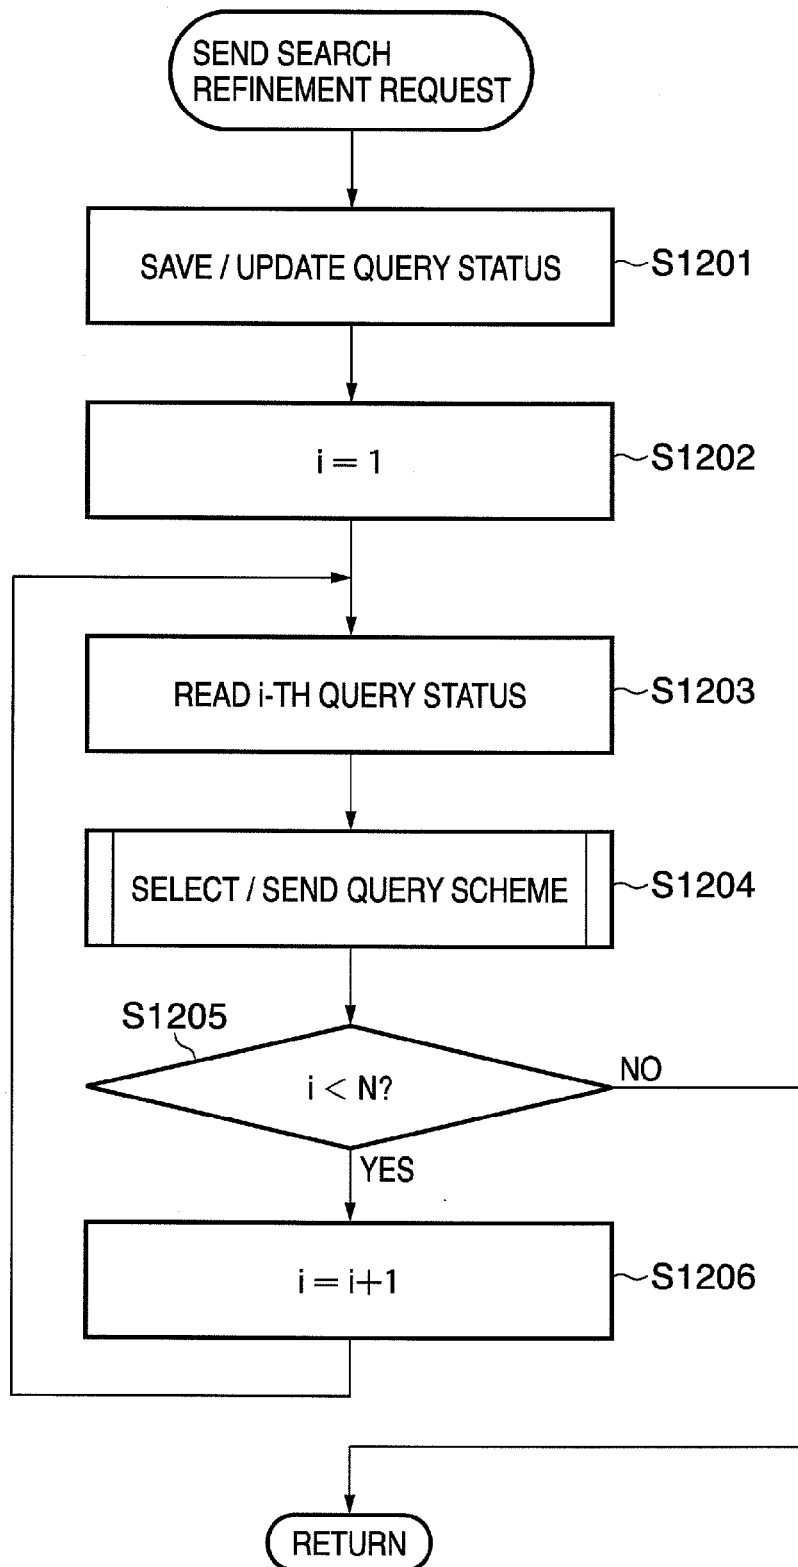 SEND SEARCH
REFINEMENT REQUEST
SAVE / UPDATE QUERY STATUS
S1201
i = 1
S1202
READ i-TH QUERY STATUS
S1203
SELECT / SEND QUERY SCHEME
S1204
S1205
i < N?
NO
YES
i = i+1
S1206
RETURN